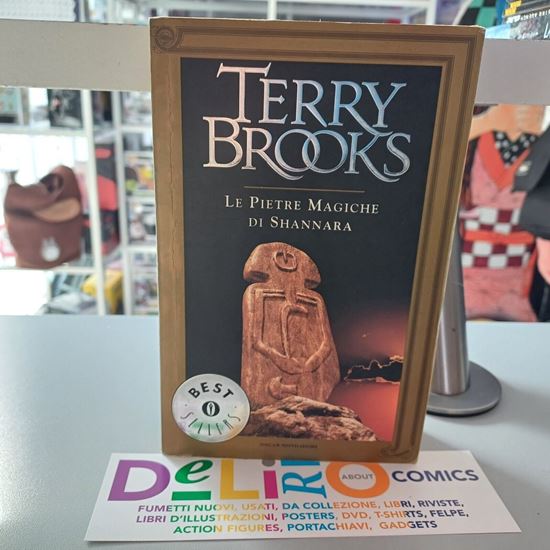 TERRY
BROOKS
LE PIETRE MAGICHE
DI SHANNARA
BEST
SELLERS
OSCAR MONDADORI
DeLiRiO
ABOUT
COMICS
FUMETTI NUOVI, USATI, DA COLLEZIONE, LIBRI, RIVISTE,
LIBRI D'ILLUSTRAZIONI, POSTERS, DVD, T-SHIRTS, FELPE,
ACTION FIGURES, PORTACHIAVI, GADGETS